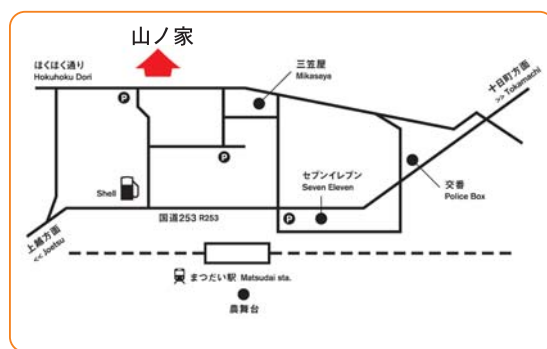 山ノ家
ほくほく通り
Hokuhoku Dori
三笠屋
Mikasaya
十日町方面
>> Tokamachi
P
P
セブンイレブン
Seven Eleven
交番
Police Box
Shell
国道253 R253
P
上越方面
<< Joetsu
まつだい駅 Matsudai sta.
農舞台